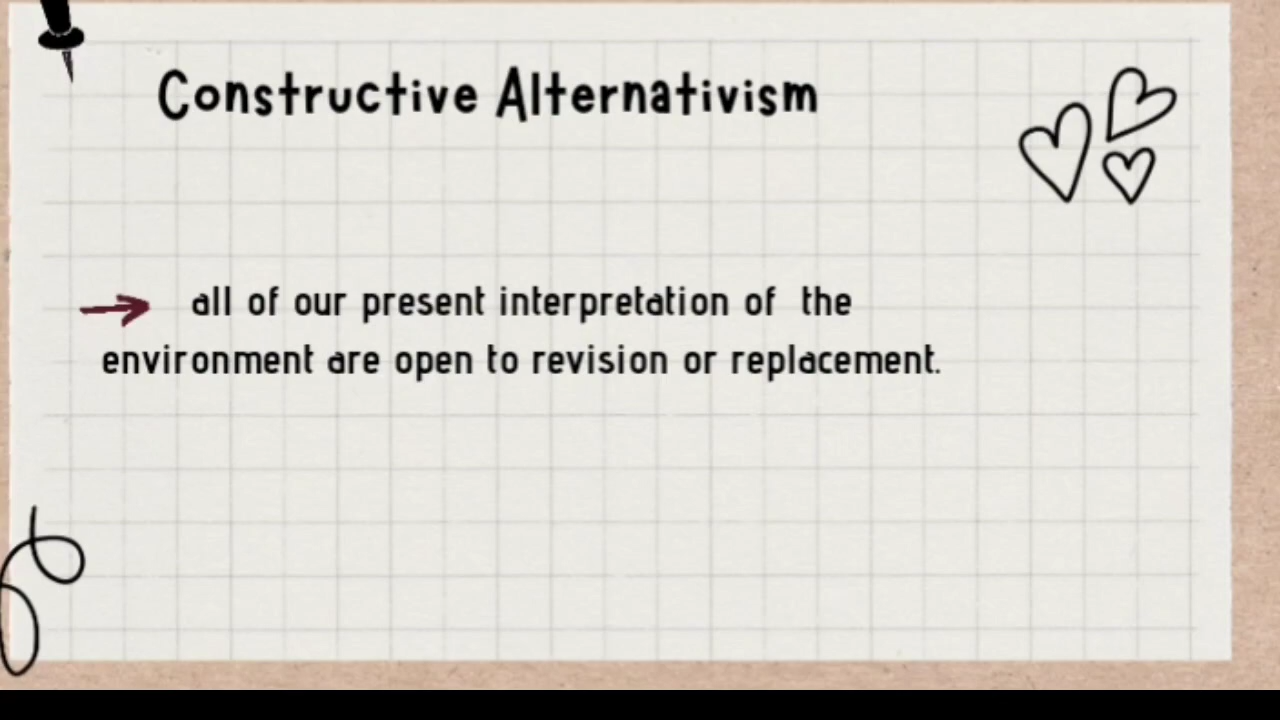 Constructive Alternativism
all of our present interpretation of the
environment are open to revision or replacement.